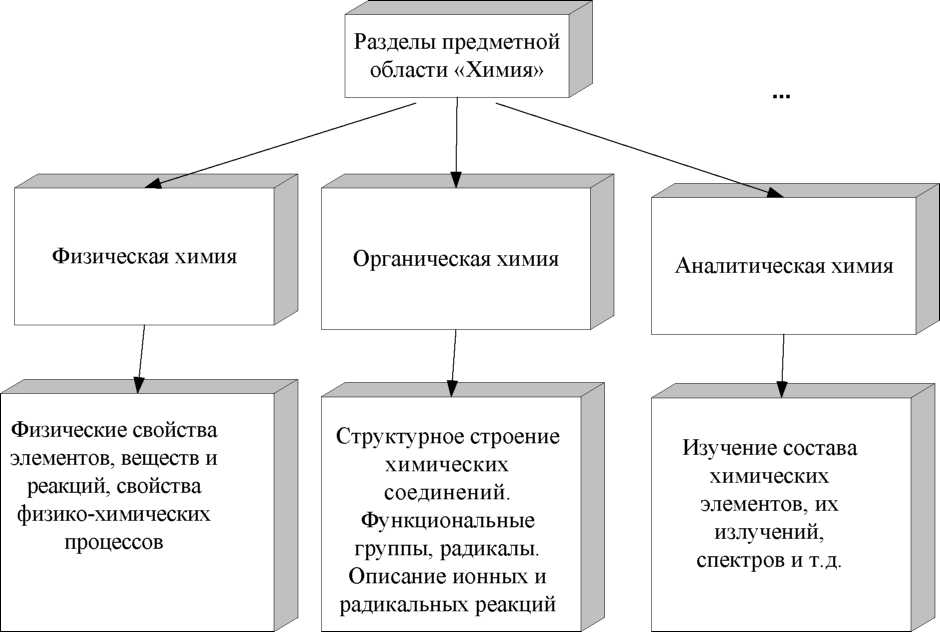 Разделы предметной
области «Химия»
...
Физическая химия
Органическая химия
Аналитическая химия
Физические свойства
элементов, веществ и
реакций, свойства
физико-химических
процессов
Структурное строение
химических
соединений.
Функциональные
группы, радикалы.
Описание ионных и
радикальных реакций
Изучение состава
химических
элементов, их
излучений,
спектров и т.д.